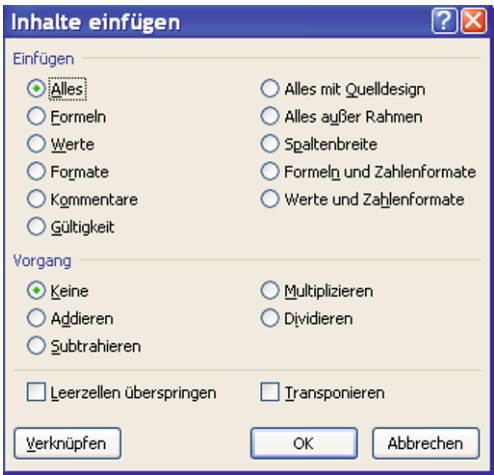 Inhalte einfügen
Einfügen
Alles
Formeln
Werte
Formate
Kommentare
Gültigkeit
Alles mit Quelldesign
Alles außer Rahmen
Spaltenbreite
Formeln und Zahlenformate
Werte und Zahlenformate
Vorgang
Keine
Addieren
Subtrahieren
Multiplizieren
Dividieren
Leerzellen überspringen
Transponieren
Verknüpfen
OK
Abbrechen